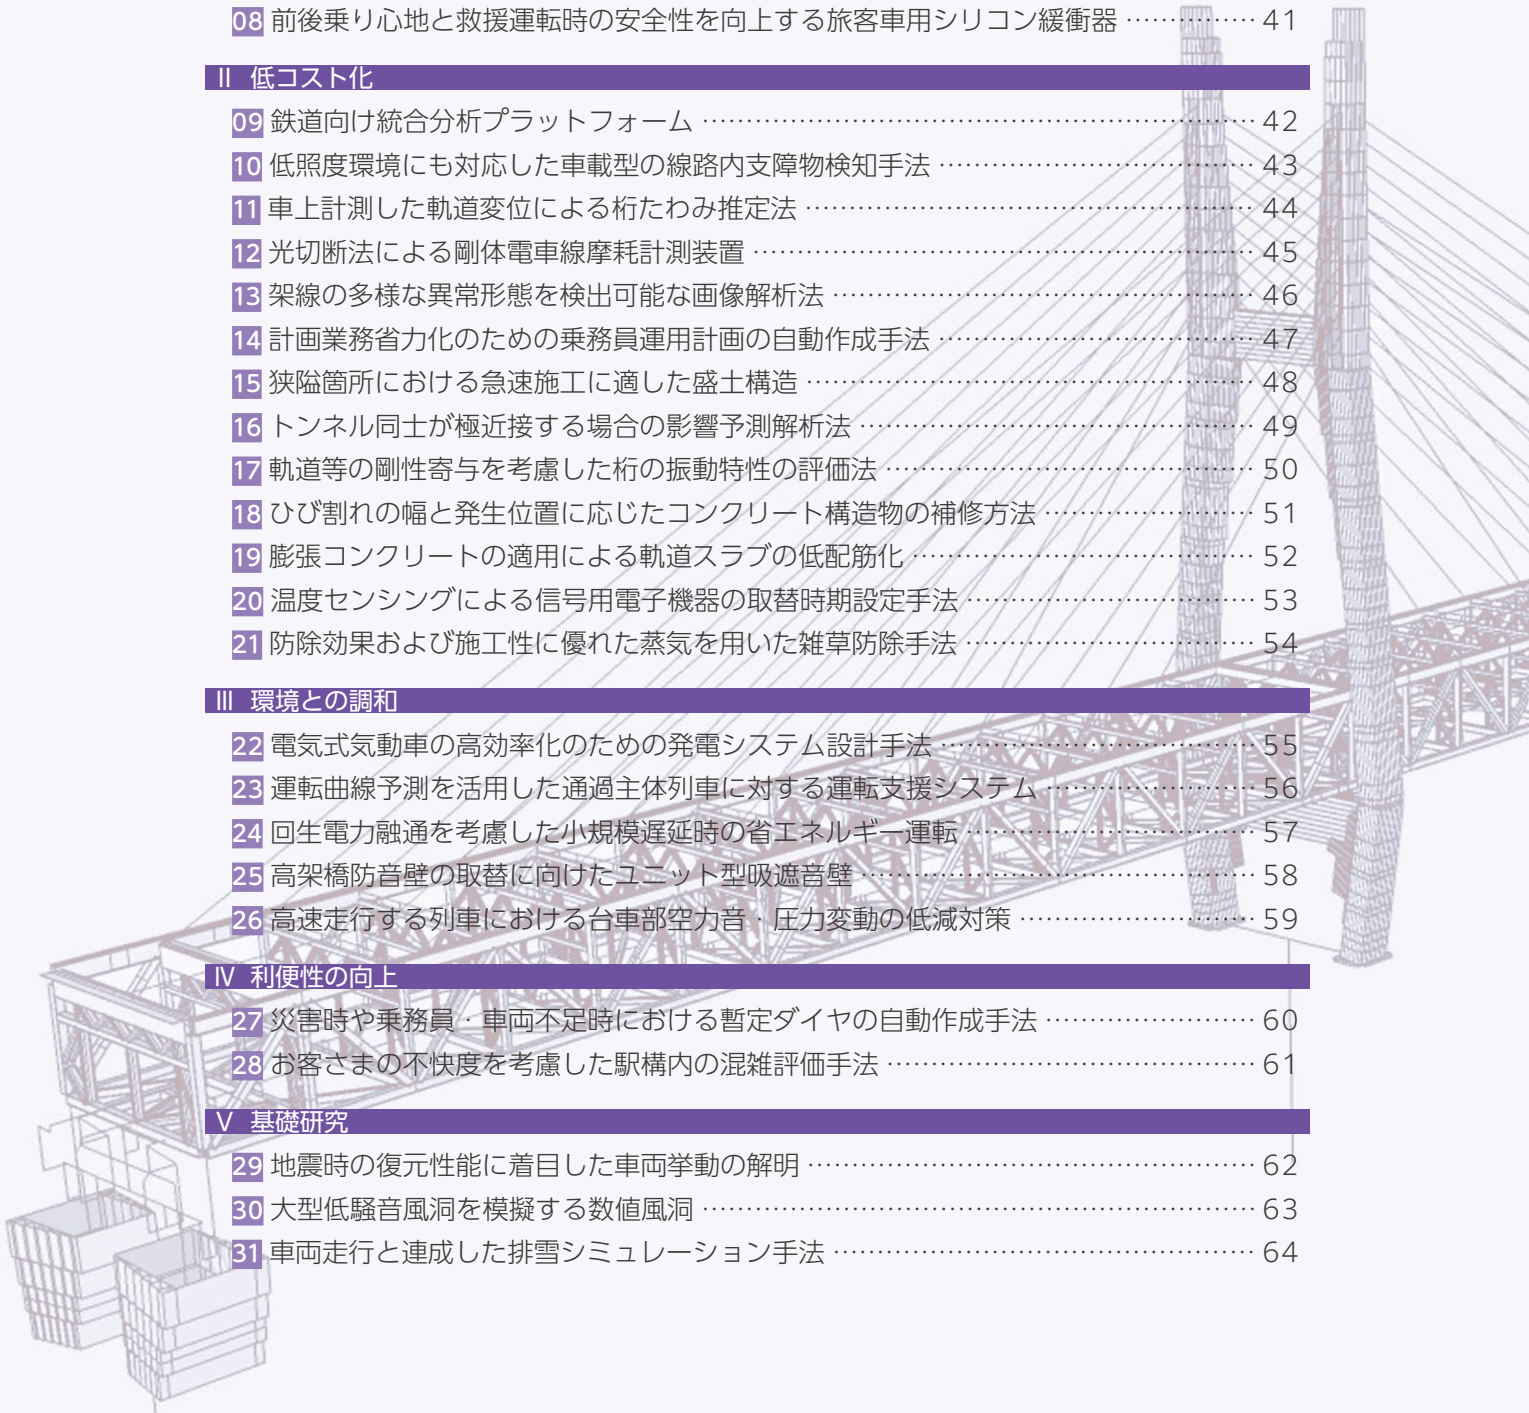 08 前後乗り心地と救援運転時の安全性を向上する旅客車用シリコン緩衝器 …………… 41
Ⅱ 低コスト化
09 鉄道向け統合分析プラットフォーム …………………………………………………… 42
10 低照度環境にも対応した車載型の線路内支障物検知手法 …………………………… 43
11 車上計測した軌道変位による桁たわみ推定法 ………………………………………… 44
12 光切断法による剛体電車線摩耗計測装置 ……………………………………………… 45
13 架線の多様な異常形態を検出可能な画像解析法 ……………………………………… 46
14 計画業務省力化のための乗務員運用計画の自動作成手法 …………………………… 47
15 狭隘箇所における急速施工に適した盛土構造 ………………………………………… 48
16 トンネル同士が極近接する場合の影響予測解析法 …………………………………… 49
17 軌道等の剛性寄与を考慮した桁の振動特性の評価法 ………………………………… 50
18 ひび割れの幅と発生位置に応じたコンクリート構造物の補修方法 ………………… 51
19 膨張コンクリートの適用による軌道スラブの低配筋化 ……………………………… 52
20 温度センシングによる信号用電子機器の取替時期設定手法 ………………………… 53
21 防除効果および施工性に優れた蒸気を用いた雑草防除手法 ………………………… 54
Ⅲ 環境との調和
22 電気式気動車の高効率化のための発電システム設計手法 …………………………… 55
23 運転曲線予測を活用した通過主体列車に対する運転支援システム ………………… 56
24 回生電力融通を考慮した小規模遅延時の省エネルギー運転 ………………………… 57
25 高架橋防音壁の取替に向けたユニット型吸遮音壁 …………………………………… 58
26 高速走行する列車における台車部空力音・圧力変動の低減対策 …………………… 59
Ⅳ 利便性の向上
27 災害時や乗務員・車両不足時における暫定ダイヤの自動作成手法 ………………… 60
28 お客さまの不快度を考慮した駅構内の混雑評価手法 ………………………………… 61
Ⅴ 基礎研究
29 地震時の復元性能に着目した車両挙動の解明 ………………………………………… 62
30 大型低騒音風洞を模擬する数値風洞 …………………………………………………… 63
31 車両走行と連成した排雪シミュレーション手法 ……………………………………… 64